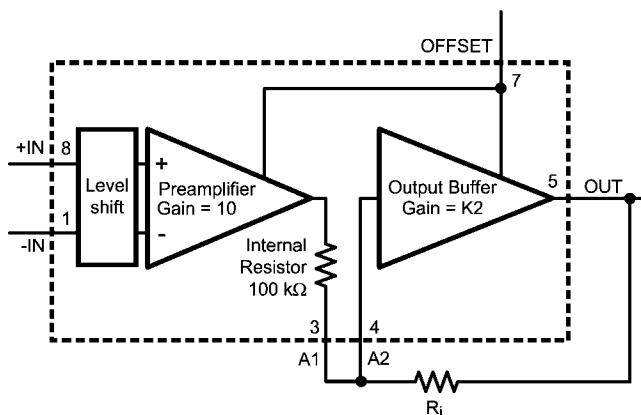 OFFSET
7
+IN
8
Level
shift
+
-
Preamplifier
Gain = 10
1
-IN
Output Buffer
Gain = K2
5
OUT
Internal
Resistor
100 kΩ
3
4
A1
A2
Ri